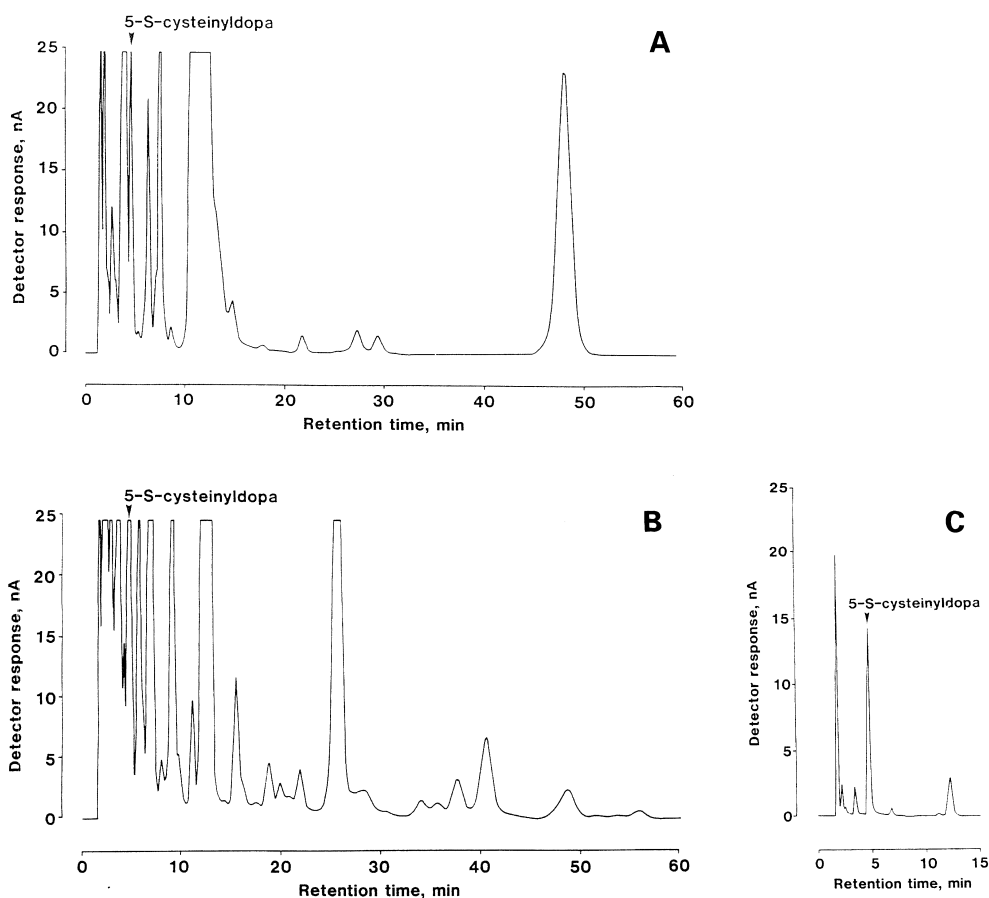 5-S-cysteinyldopa
A
25
20
15
10
5
0
Detector response, nA
0 10 20 30 40 50 60
Retention time, min
5-S-cysteinyldopa
B
25
20
15
10
5
0
Detector response, nA
0 10 20 30 40 50 60
Retention time, min
C
25
20
15
10
5
0
Detector response, nA
5-S-cysteinyldopa
0 5 10 15
Retention time, min